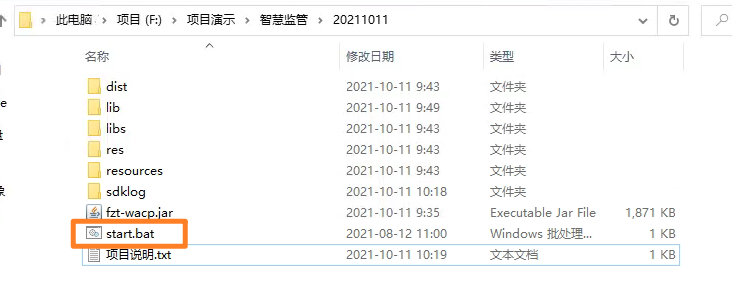 此电脑 › 项目 (F:) › 项目演示 › 智慧监管 › 20211011
名称 修改日期 类型 大小
dist 2021-10-11 9:43 文件夹
lib 2021-10-11 9:49 文件夹
libs 2021-10-11 9:43 文件夹
res 2021-10-11 9:43 文件夹
resources 2021-10-11 9:43 文件夹
sdklog 2021-10-11 10:18 文件夹
fzt-wacp.jar 2021-10-11 9:35 Executable Jar File 1,871 KB
start.bat 2021-08-12 11:00 Windows 批处理... 1 KB
项目说明.txt 2021-10-11 10:19 文本文档 1 KB